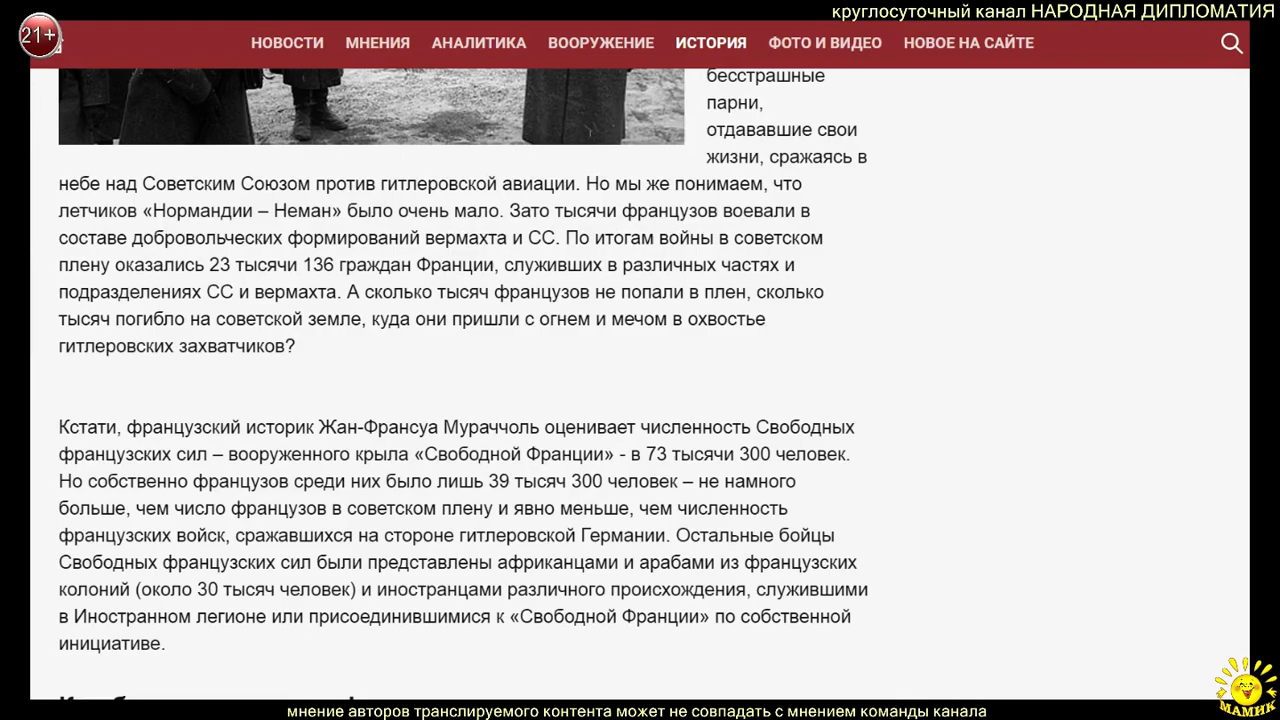 круглосуточный канал НАРОДНАЯ ДИПЛОМАТИЯ
21+
НОВОСТИ МНЕНИЯ АНАЛИТИКА ВООРУЖЕНИЕ ИСТОРИЯ ФОТО И ВИДЕО НОВОЕ НА САЙТЕ
бесстрашные
парни,
отдававшие свои
жизни, сражаясь в
небе над Советским Союзом против гитлеровской авиации. Но мы же понимаем, что
летчиков «Нормандии – Неман» было очень мало. Зато тысячи французов воевали в
составе добровольческих формирований вермахта и СС. По итогам войны в советском
плену оказались 23 тысячи 136 граждан Франции, служивших в различных частях и
подразделениях СС и вермахта. А сколько тысяч французов не попали в плен, сколько
тысяч погибло на советской земле, куда они пришли с огнем и мечом в охвостье
гитлеровских захватчиков?
Кстати, французский историк Жан-Франсуа Мураччоль оценивает численность Свободных
французских сил – вооруженного крыла «Свободной Франции» - в 73 тысячи 300 человек.
Но собственно французов среди них было лишь 39 тысяч 300 человек – не намного
больше, чем число французов в советском плену и явно меньше, чем численность
французских войск, сражавшихся на стороне гитлеровской Германии. Остальные бойцы
Свободных французских сил были представлены африканцами и арабами из французских
колоний (около 30 тысяч человек) и иностранцами различного происхождения, служившими
в Иностранном легионе или присоединившимися к «Свободной Франции» по собственной
инициативе.
МАМИК
мнение авторов транслируемого контента может не совпадать с мнением команды канала